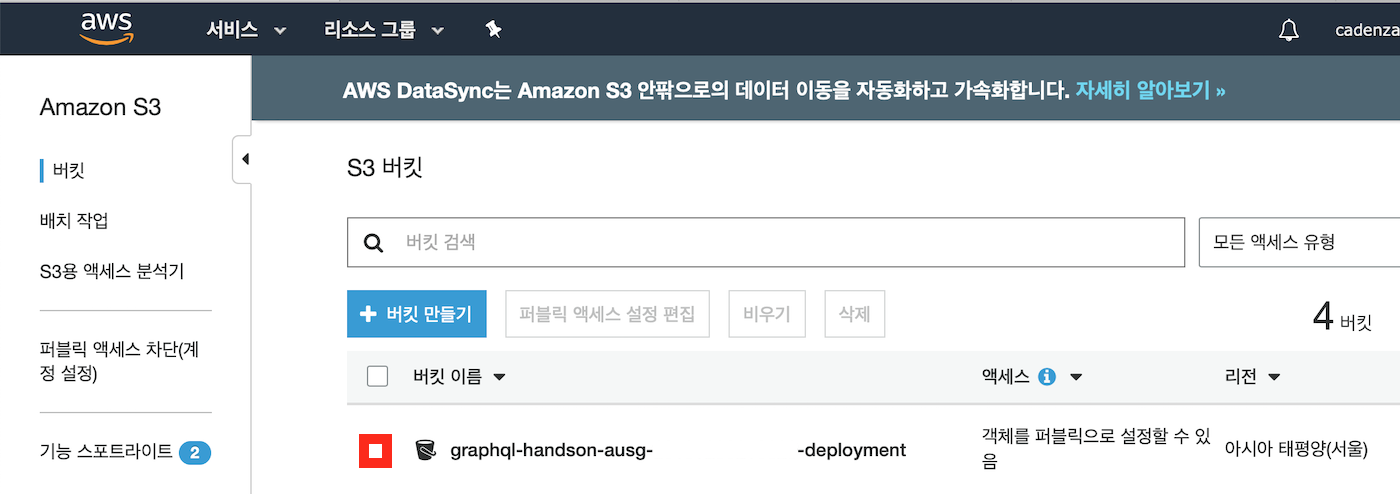 aws 서비스 리소스 그룹 cadenza
Amazon S3
AWS DataSync는 Amazon S3 안팎으로의 데이터 이동을 자동화하고 가속화합니다. 자세히 알아보기 »
버킷
배치 작업
S3용 액세스 분석기
퍼블릭 액세스 차단(계
정 설정)
기능 스포트라이트 2
S3 버킷
버킷 검색 모든 액세스 유형
버킷 만들기 퍼블릭 액세스 설정 편집 비우기 삭제 4 버킷
버킷 이름 액세스 리전
graphql-handson-ausg- -deployment 객체를 퍼블릭으로 설정할 수 있
음 아시아 태평양(서울)